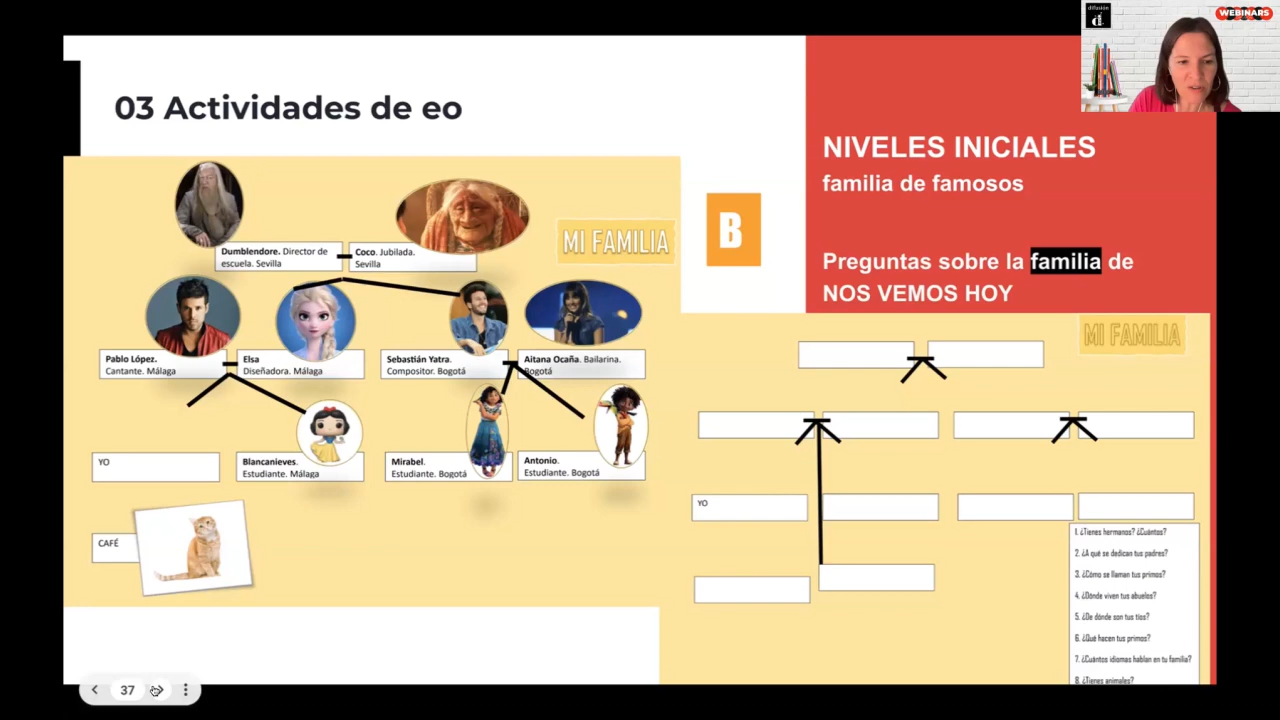 difusión
WEBINARS
03 Actividades de eo
NIVELES INICIALES
familia de famosos
Preguntas sobre la familia de
NOS VEMOS HOY
B
MI FAMILIA
Dumblendore. Director de
escuela. Sevilla
Coco. Jubilada.
Sevilla
Pablo López.
Cantante. Málaga
Elsa
Diseñadora. Málaga
Sebastián Yatra.
Compositor. Bogotá
Aitana Ocaña. Bailarina.
Bogotá
YO
Blancanieves.
Estudiante. Málaga
Mirabel.
Estudiante. Bogotá
Antonio.
Estudiante. Bogotá
CAFÉ
MI FAMILIA
YO
1. ¿Tienes hermanos? ¿Cuántos?
2. ¿A qué se dedican tus padres?
3. ¿Cómo se llaman tus primos?
4. ¿Dónde viven tus abuelos?
5. ¿De dónde son tus tíos?
6. ¿Qué hacen tus primos?
7. ¿Cuántos idiomas hablan en tu familia?
8. ¿Tienes animales?
37